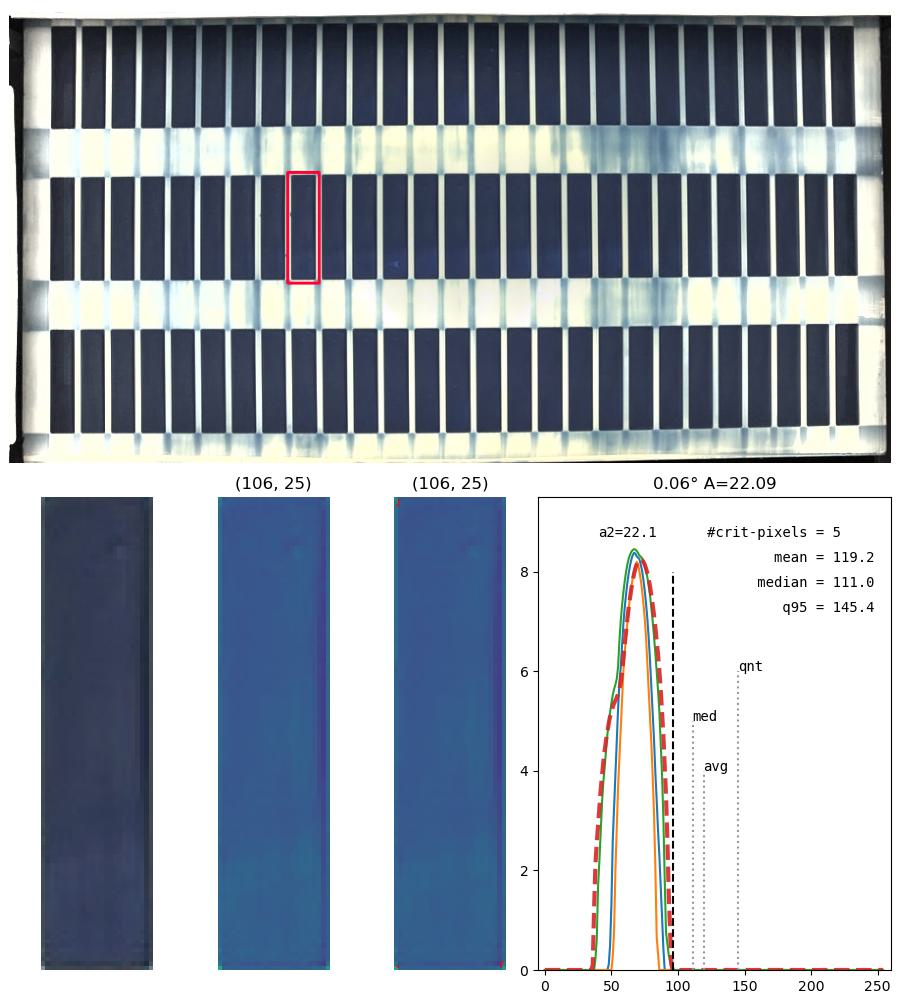 (106, 25)
(106, 25)
0.06° A=22.09
a2=22.1
#crit-pixels = 5
mean = 119.2
median = 111.0
q95 = 145.4
qnt
med
avg
8
6
4
2
0
0 50 100 150 200 250